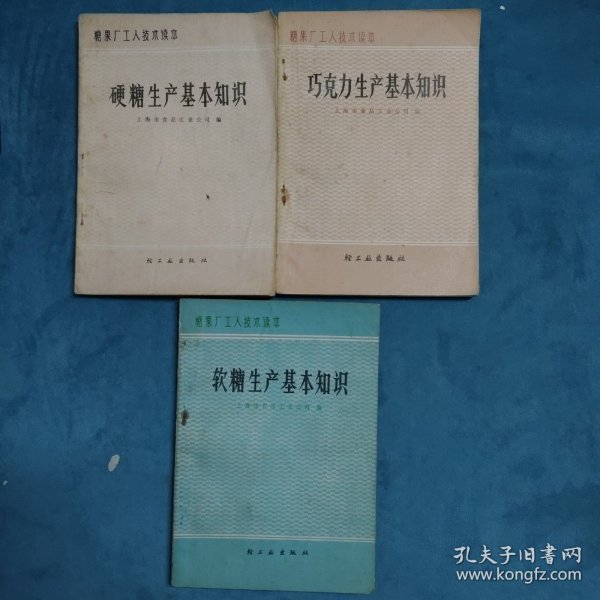 糖果厂工人技术读本
硬糖生产基本知识
上海市食品工业公司 编
轻工业出版社
糖果厂工人技术读本
巧克力生产基本知识
上海市食品工业公司 编
轻工业出版社
糖果厂工人技术读本
软糖生产基本知识
上海市食品工业公司 编
轻工业出版社
孔夫子旧书网
www.kongfz.com